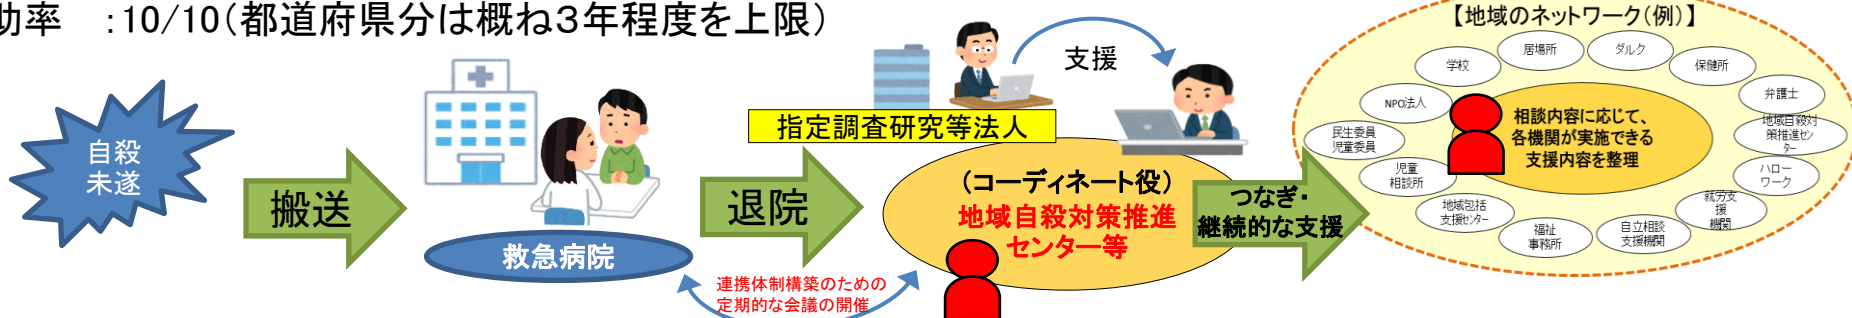 助率　：10/10（都道府県分は概ね３年程度を上限）
自殺
未遂
搬送
救急病院
退院
連携体制構築のための
定期的な会議の開催
指定調査研究等法人
支援
（コーディネート役）
地域自殺対策推進
センター等
つなぎ・
継続的な支援
【地域のネットワーク（例）】
居場所
ダルク
学校
保健所
NPO法人
弁護士
民生委員
児童委員
地域自殺対
策推進セン
ター
児童
相談所
ハロー
ワーク
地域包括
支援センター
就労支
援
機関
福祉
事務所
自立相談
支援機関
相談内容に応じて、
各機関が実施できる
支援内容を整理